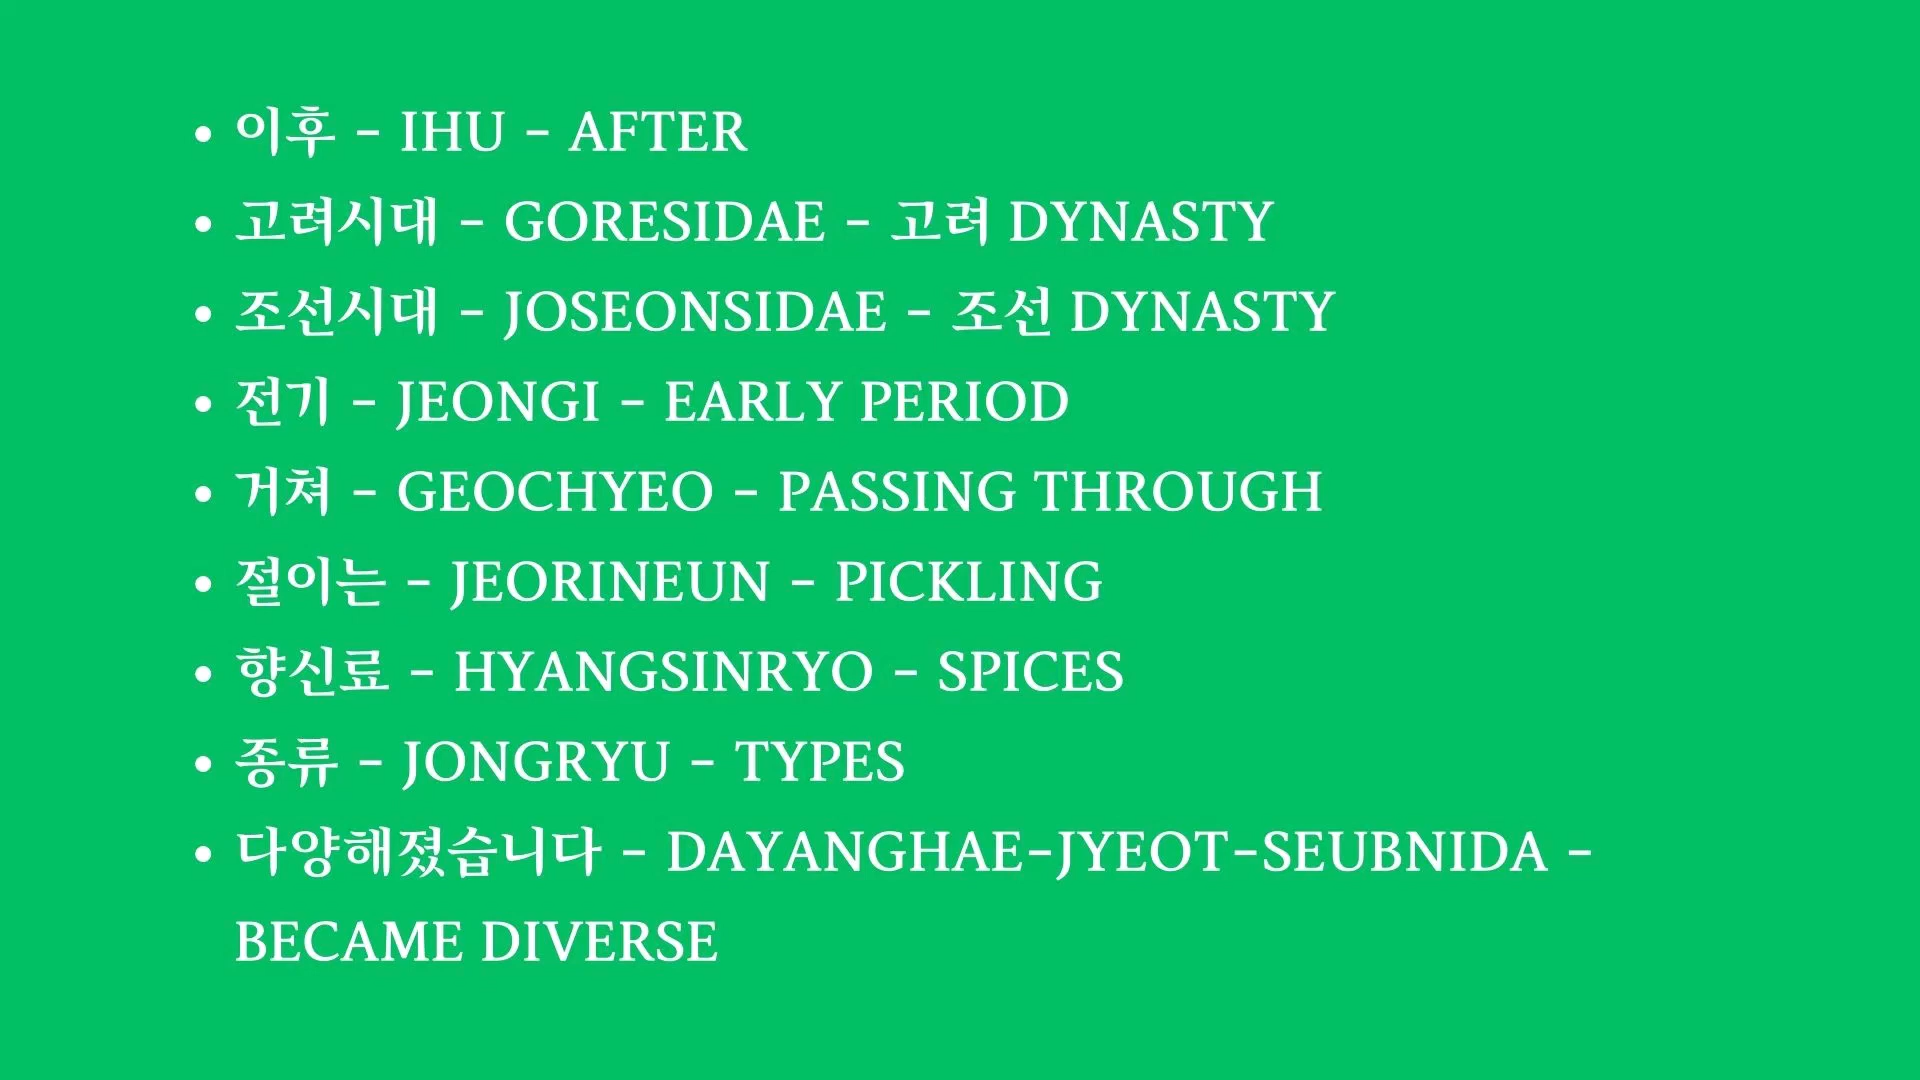 • 이후 - IHU - AFTER
• 고려시대 - GORESIDAE - 고려 DYNASTY
• 조선시대 - JOSEONSIDAE - 조선 DYNASTY
• 전기 - JEONGI - EARLY PERIOD
• 거쳐 - GEOCHYEO - PASSING THROUGH
• 절이는 - JEORINEUN - PICKLING
• 향신료 - HYANGSINRYO - SPICES
• 종류 - JONGRYU - TYPES
• 다양해졌습니다 - DAYANGHAE-JYEOT-SEUBNIDA -
BECAME DIVERSE